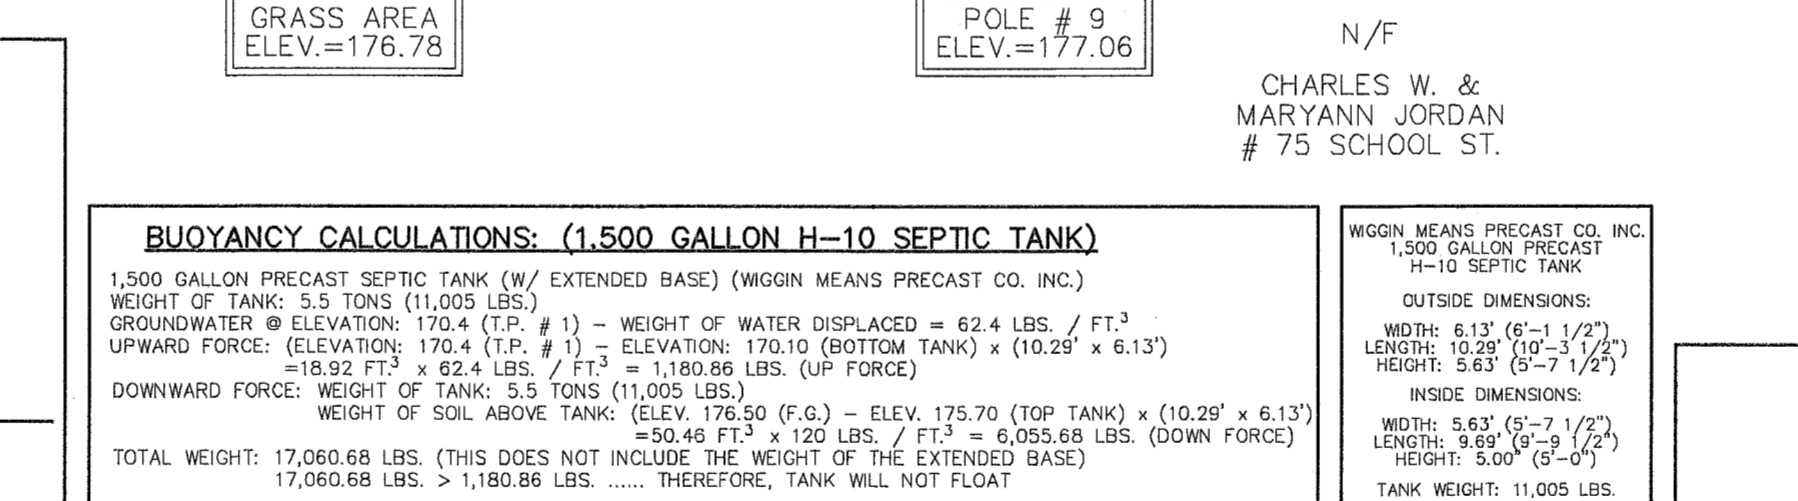 GRASS AREA
ELEV.=176.78
POLE # 9
ELEV.=177.06
N/F
CHARLES W. &
MARYANN JORDAN
# 75 SCHOOL ST.
BUOYANCY CALCULATIONS: (1,500 GALLON H-10 SEPTIC TANK)
1,500 GALLON PRECAST SEPTIC TANK (W/ EXTENDED BASE) (WIGGIN MEANS PRECAST CO. INC.)
WEIGHT OF TANK: 5.5 TONS (11,005 LBS.)
GROUNDWATER @ ELEVATION: 170.4 (T.P. # 1) - WEIGHT OF WATER DISPLACED = 62.4 LBS. / FT.³
UPWARD FORCE: (ELEVATION: 170.4 (T.P. # 1) - ELEVATION: 170.10 (BOTTOM TANK) x (10.29' x 6.13')
=18.92 FT.³ x 62.4 LBS. / FT.³ = 1,180.86 LBS. (UP FORCE)
DOWNWARD FORCE: WEIGHT OF TANK: 5.5 TONS (11,005 LBS.)
WEIGHT OF SOIL ABOVE TANK: (ELEV. 176.50 (F.G.) - ELEV. 175.70 (TOP TANK) x (10.29' x 6.13')
=50.46 FT.³ x 120 LBS. / FT.³ = 6,055.68 LBS. (DOWN FORCE)
TOTAL WEIGHT: 17,060.68 LBS. (THIS DOES NOT INCLUDE THE WEIGHT OF THE EXTENDED BASE)
17,060.68 LBS. > 1,180.86 LBS. ...... THEREFORE, TANK WILL NOT FLOAT
WIGGIN MEANS PRECAST CO. INC.
1,500 GALLON PRECAST
H-10 SEPTIC TANK
OUTSIDE DIMENSIONS:
WIDTH: 6.13' (6'-1 1/2")
LENGTH: 10.29' (10'-3 1/2")
HEIGHT: 5.63' (5'-7 1/2")
INSIDE DIMENSIONS:
WIDTH: 5.63' (5'-7 1/2")
LENGTH: 9.69' (9'-9 1/2")
HEIGHT: 5.00" (5'-0")
TANK WEIGHT: 11,005 LBS.